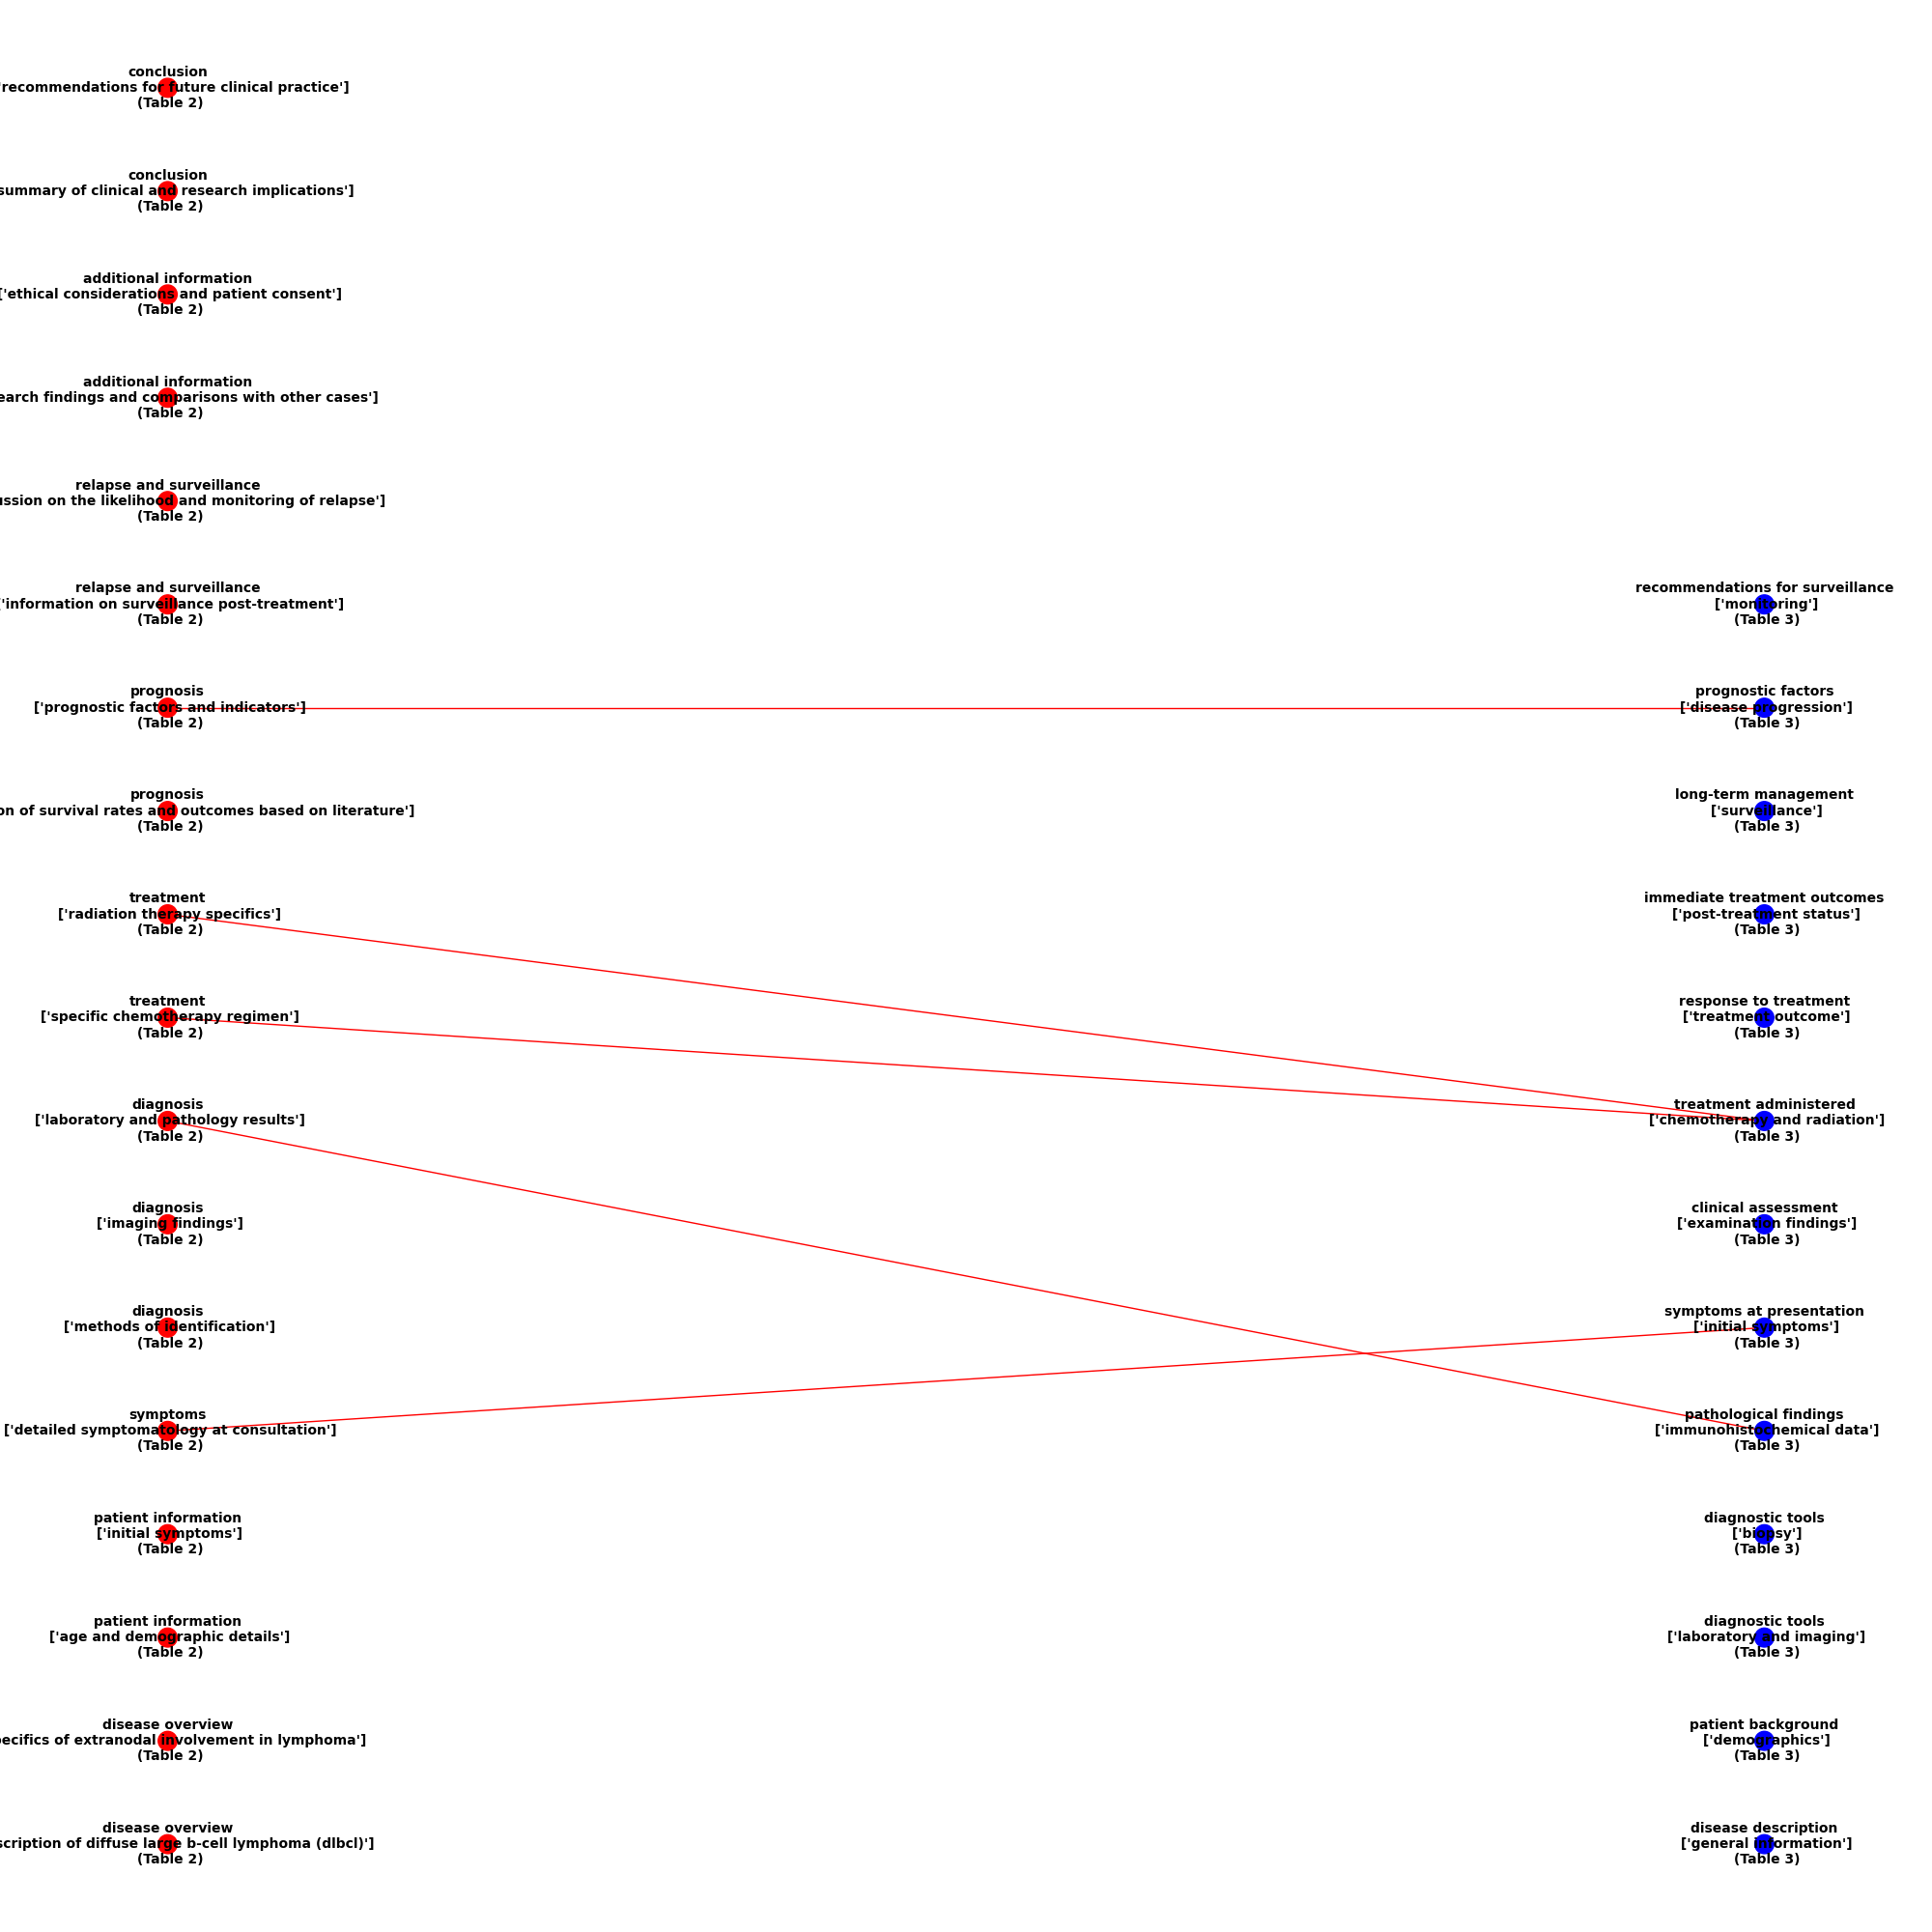 conclusion
'recommendations for future clinical practice']
(Table 2)
conclusion
summary of clinical and research implications']
(Table 2)
additional information
['ethical considerations and patient consent']
(Table 2)
additional information
earch findings and comparisons with other cases']
(Table 2)
relapse and surveillance
ussion on the likelihood and monitoring of relapse']
(Table 2)
relapse and surveillance
['information on surveillance post-treatment']
(Table 2)
prognosis
['prognostic factors and indicators']
(Table 2)
prognosis
on of survival rates and outcomes based on literature']
(Table 2)
treatment
['radiation therapy specifics']
(Table 2)
treatment
['specific chemotherapy regimen']
(Table 2)
diagnosis
['laboratory and pathology results']
(Table 2)
diagnosis
['imaging findings']
(Table 2)
diagnosis
['methods of identification']
(Table 2)
symptoms
['detailed symptomatology at consultation']
(Table 2)
patient information
['initial symptoms']
(Table 2)
patient information
['age and demographic details']
(Table 2)
disease overview
pecifics of extranodal involvement in lymphoma']
(Table 2)
disease overview
scription of diffuse large b-cell lymphoma (dlbcl)']
(Table 2)
recommendations for surveillance
['monitoring']
(Table 3)
prognostic factors
['disease progression']
(Table 3)
long-term management
['surveillance']
(Table 3)
immediate treatment outcomes
['post-treatment status']
(Table 3)
response to treatment
['treatment outcome']
(Table 3)
treatment administered
['chemotherapy and radiation']
(Table 3)
clinical assessment
['examination findings']
(Table 3)
symptoms at presentation
['initial symptoms']
(Table 3)
pathological findings
['immunohistochemical data']
(Table 3)
diagnostic tools
['biopsy']
(Table 3)
diagnostic tools
['laboratory and imaging']
(Table 3)
patient background
['demographics']
(Table 3)
disease description
['general information']
(Table 3)